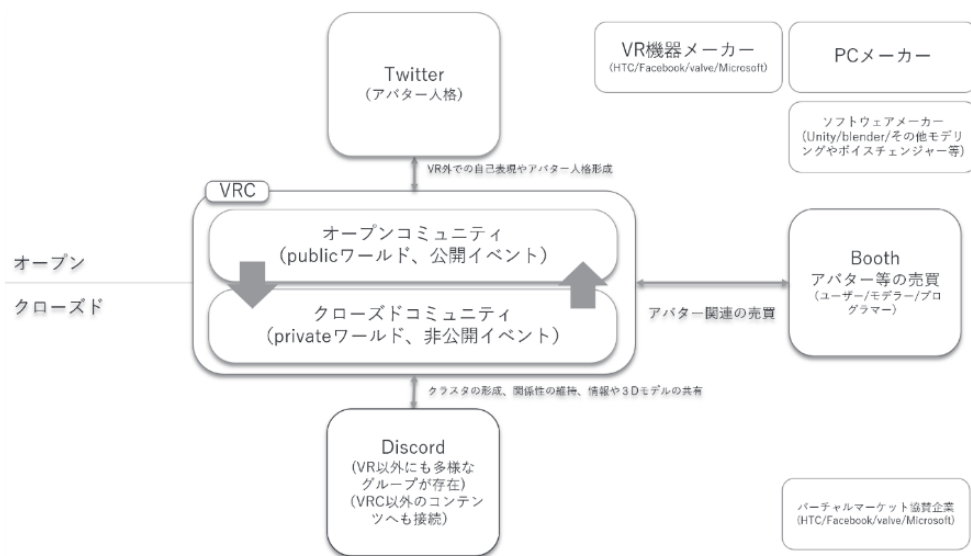 Twitter
(アバター人格)
VR機器メーカー
(HTC/Facebook/valve/Microsoft)
PCメーカー
ソフトウェアメーカー
(Unity/blender/その他モデリ
ングやボイスチェンジャー等)
VR外での自己表現やアバター人格形成
VRC
オープンコミュニティ
(publicワールド、公開イベント)
オープン
クローズド
クローズドコミュニティ
(privateワールド、非公開イベント)
アバター関連の売買
Booth
アバター等の売買
(ユーザー/モデラー/プロ
グラマー)
クラスタの形成、関係性の維持、情報や3Dモデルの共有
Discord
(VR以外にも多様な
グループが存在)
(VRC以外のコンテン
ツへも接続)
バーチャルマーケット協賛企業
(HTC/Facebook/valve/Microsoft)